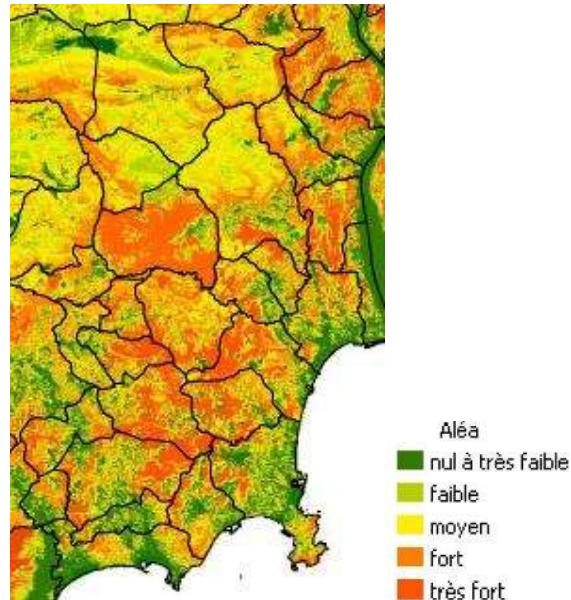 Aléa
nul à très faible
faible
moyen
fort
très fort